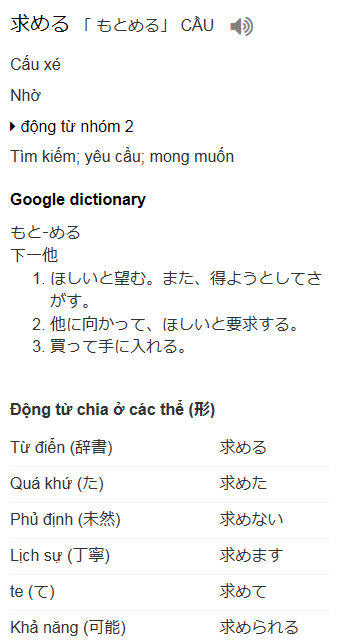 求める 「 もとめる」 CẦU
Cấu xé
Nhờ
động từ nhóm 2
Tìm kiếm; yêu cầu; mong muốn
Google dictionary
もと-める
下一他
1. ほしいと望む。また、得ようとしてさ
がす。
2. 他に向かって、ほしいと要求する。
3. 買って手に入れる。
Động từ chia ở các thể (形)
Từ điển (辞書) 求める
Quá khứ (た) 求めた
Phủ định (未然) 求めない
Lịch sự (丁寧) 求めます
te (て) 求めて
Khả năng (可能) 求められる